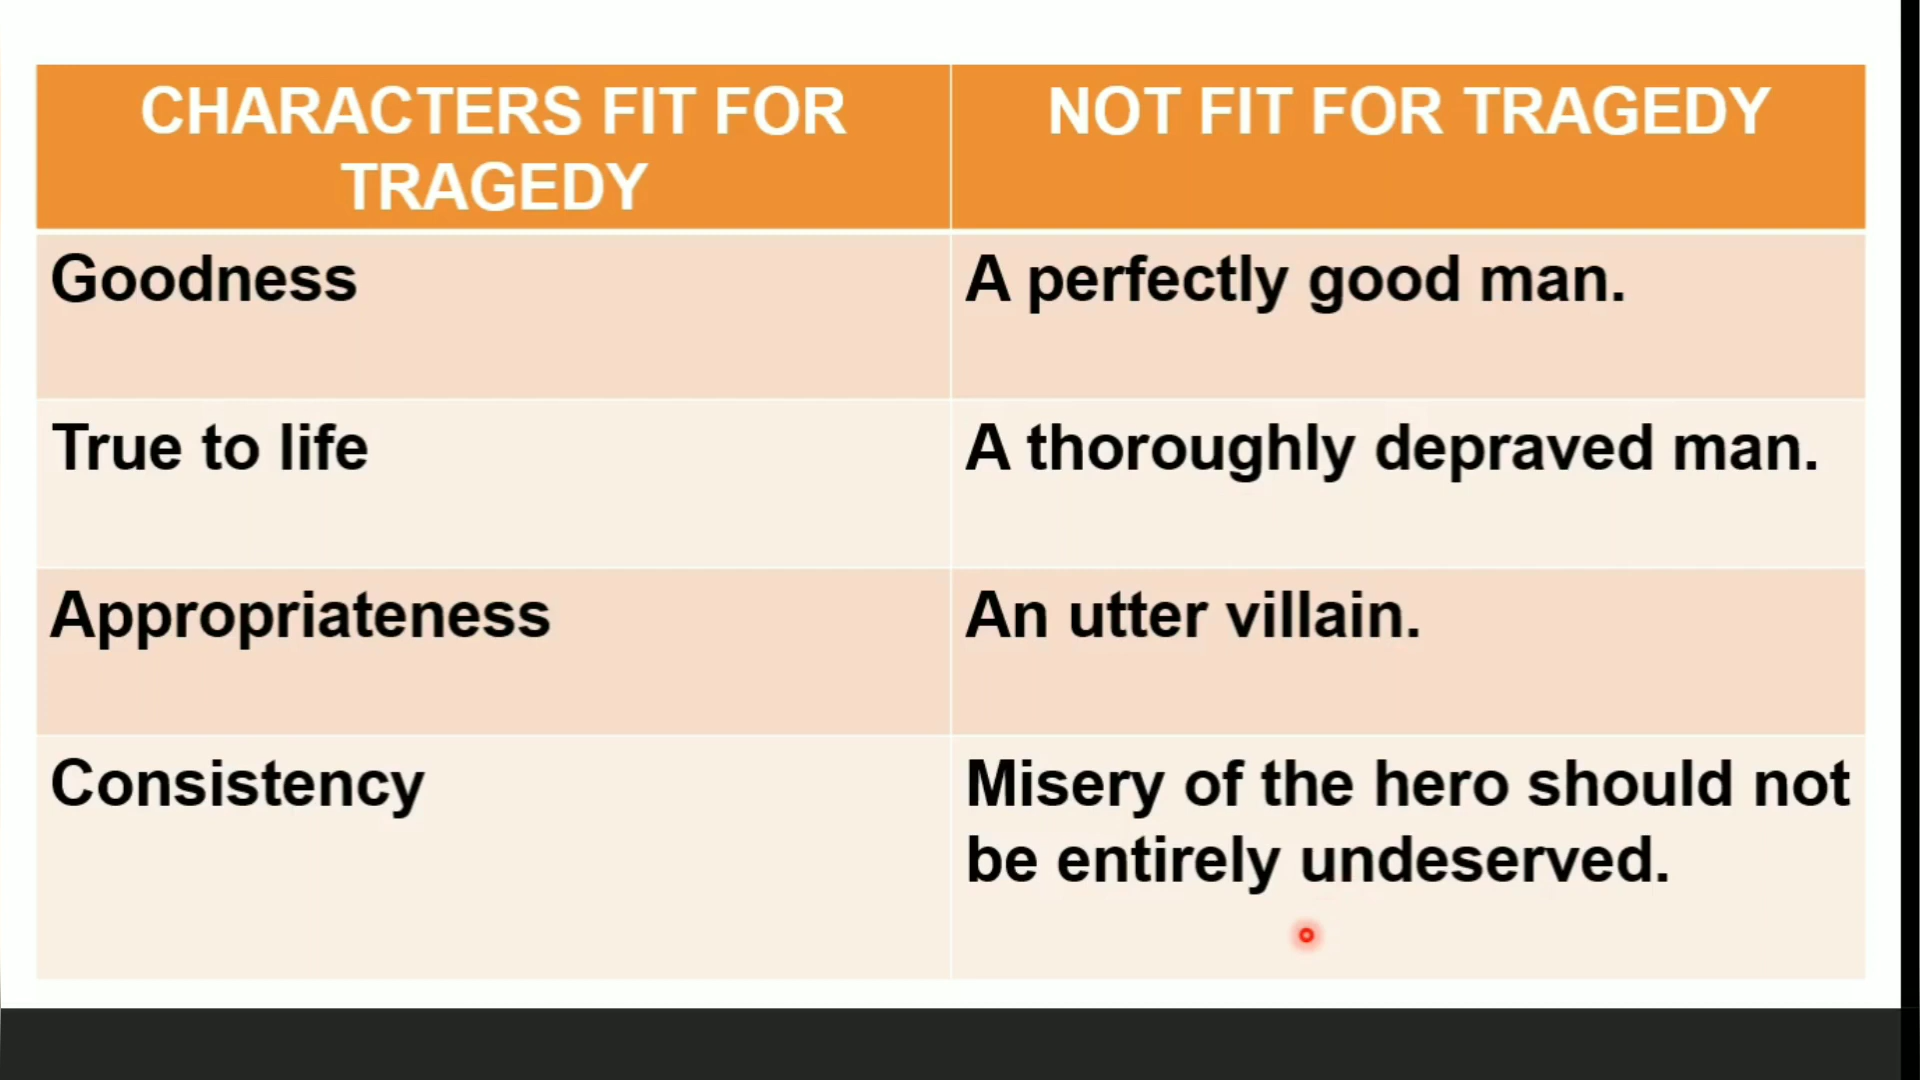 CHARACTERS FIT FOR
TRAGEDY
NOT FIT FOR TRAGEDY
Goodness
A perfectly good man.
True to life
A thoroughly depraved man.
Appropriateness
An utter villain.
Consistency
Misery of the hero should not
be entirely undeserved.